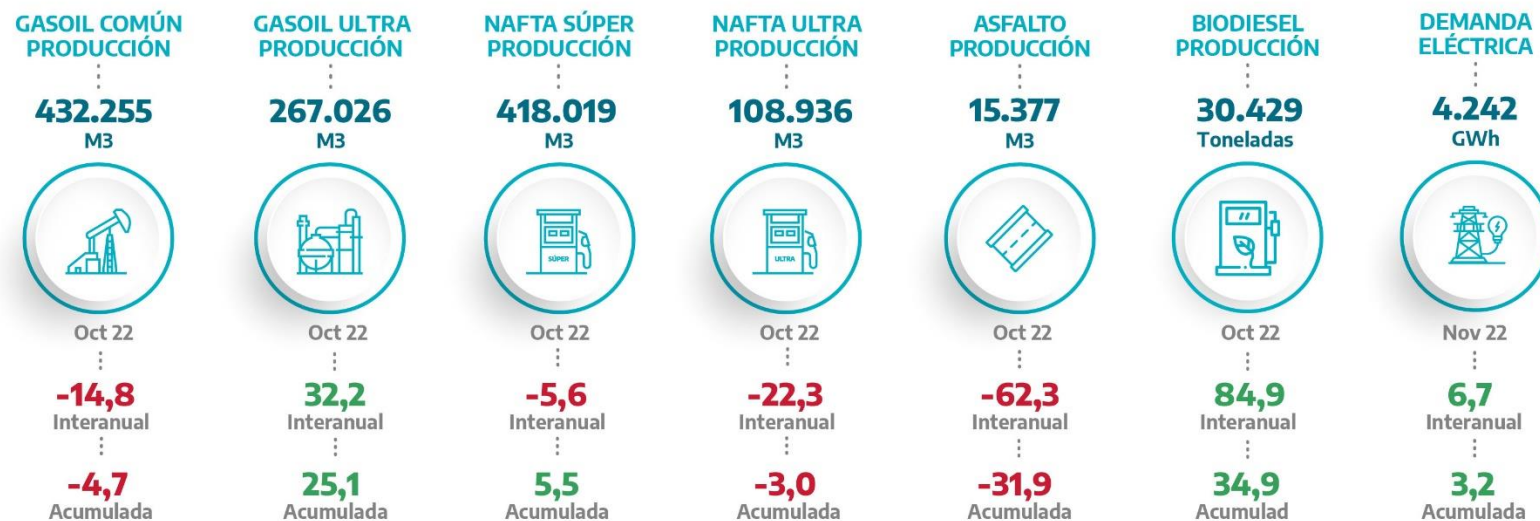 GASOIL COMÚN
PRODUCCIÓN
432.255
M3
Oct 22
-14,8
Interanual
-4,7
Acumulada
GASOIL ULTRA
PRODUCCIÓN
267.026
M3
Oct 22
32,2
Interanual
25,1
Acumulada
NAFTA SÚPER
PRODUCCIÓN
418.019
M3
SÚPER
Oct 22
-5,6
Interanual
5,5
Acumulada
NAFTA ULTRA
PRODUCCIÓN
108.936
M3
ULTRA
Oct 22
-22,3
Interanual
-3,0
Acumulada
ASFALTO
PRODUCCIÓN
15.377
M3
Oct 22
-62,3
Interanual
-31,9
Acumulada
BIODIESEL
PRODUCCIÓN
30.429
Toneladas
Oct 22
84,9
Interanual
34,9
Acumulad
DEMANDA
ELÉCTRICA
4.242
GWh
Nov 22
6,7
Interanual
3,2
Acumulada